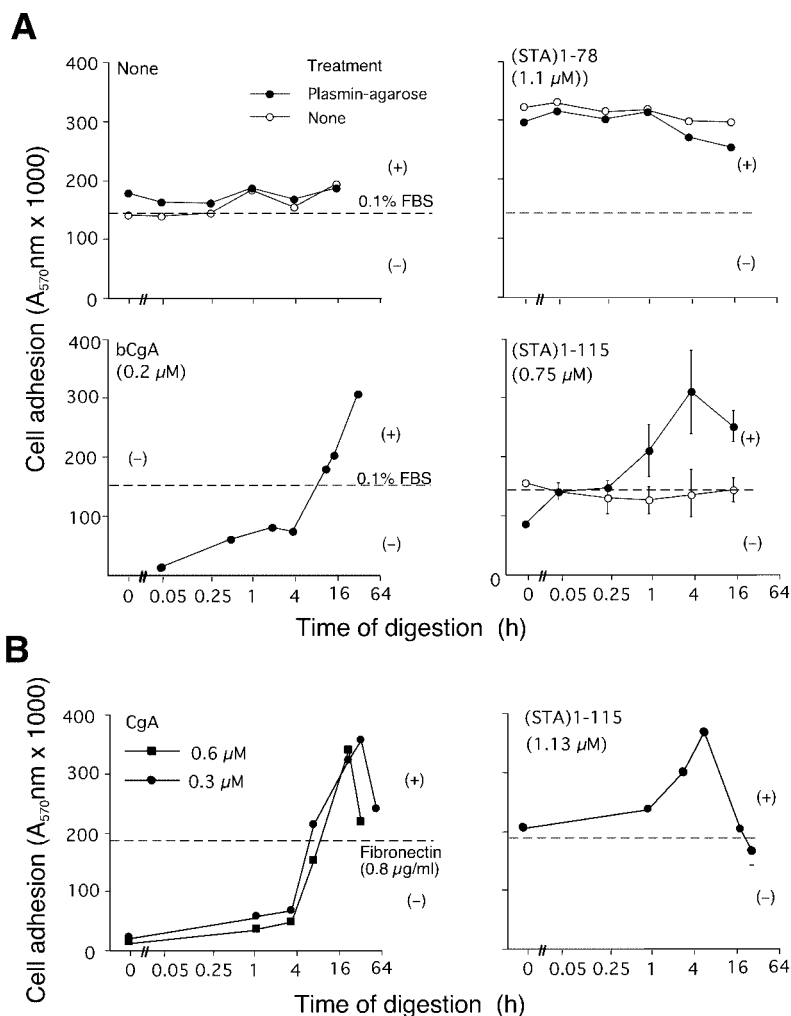 A
Cell adhesion (A570nm x 1000)
400
300
200
100
0
None
Treatment
Plasmin-agarose
None
(+)
0.1% FBS
(–)
(STA)1-78
(1.1 µM))
(+)
(–)
400
300
200
100
bCgA
(0.2 µM)
(–)
(+)
0.1% FBS
(–)
0 0.05 0.25 1 4 16 64
(STA)1-115
(0.75 µM)
(+)
(–)
0
0 0.05 0.25 1 4 16 64
Time of digestion (h)
B
Cell adhesion (A570nm x 1000)
400
300
200
100
0
CgA
0.6 µM
0.3 µM
(+)
Fibronectin
(0.8 µg/ml)
(–)
0 0.05 0.25 1 4 16 64
(STA)1-115
(1.13 µM)
(+)
(–)
0 0.05 0.25 1 4 16 64
Time of digestion (h)